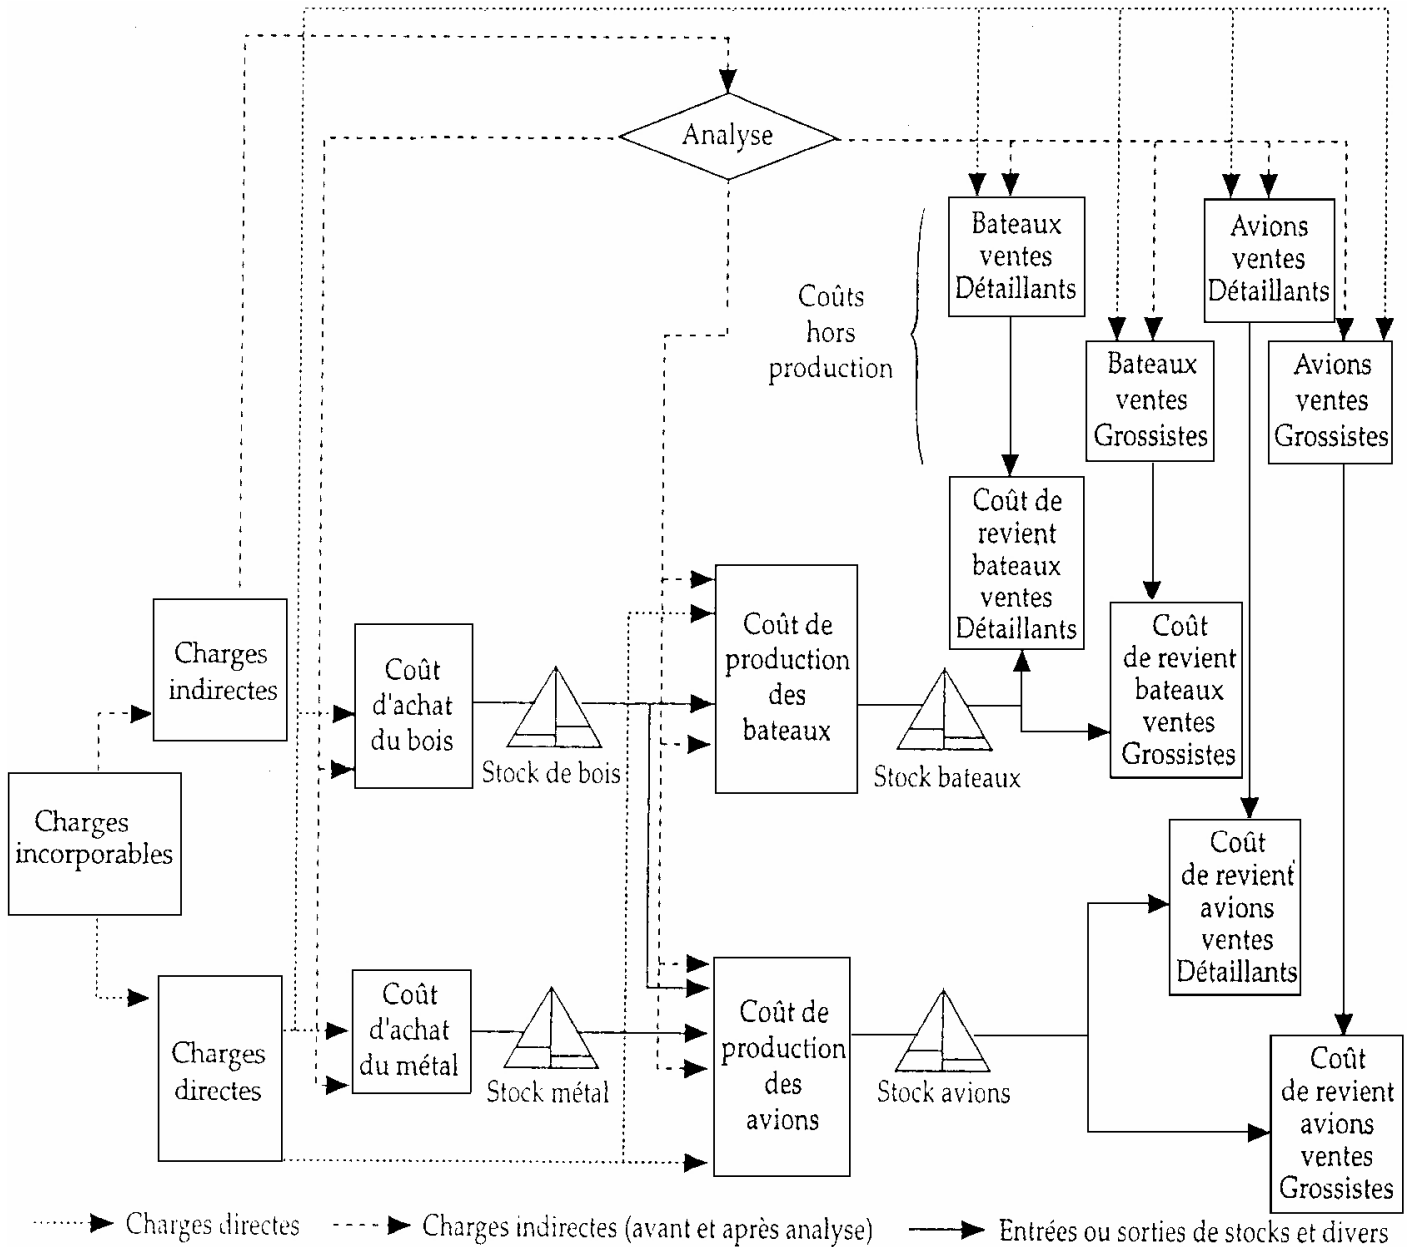 Analyse
Bateaux
ventes
Détaillants
Avions
ventes
Détaillants
Coûts
hors
production
Bateaux
ventes
Grossistes
Avions
ventes
Grossistes
Coût de
revient
bateaux
ventes
Détaillants
Charges
indirectes
Coût
d'achat
du bois
Stock de bois
Coût de
production
des
bateaux
Stock bateaux
Coût
de revient
bateaux
ventes
Grossistes
Charges
incorporables
Coût
de revient
avions
ventes
Détaillants
Charges
directes
Coût
d'achat
du métal
Stock métal
Coût de
production
des
avions
Stock avions
Coût
de revient
avions
ventes
Grossistes
Charges directes
Charges indirectes (avant et après analyse)
Entrées ou sorties de stocks et divers